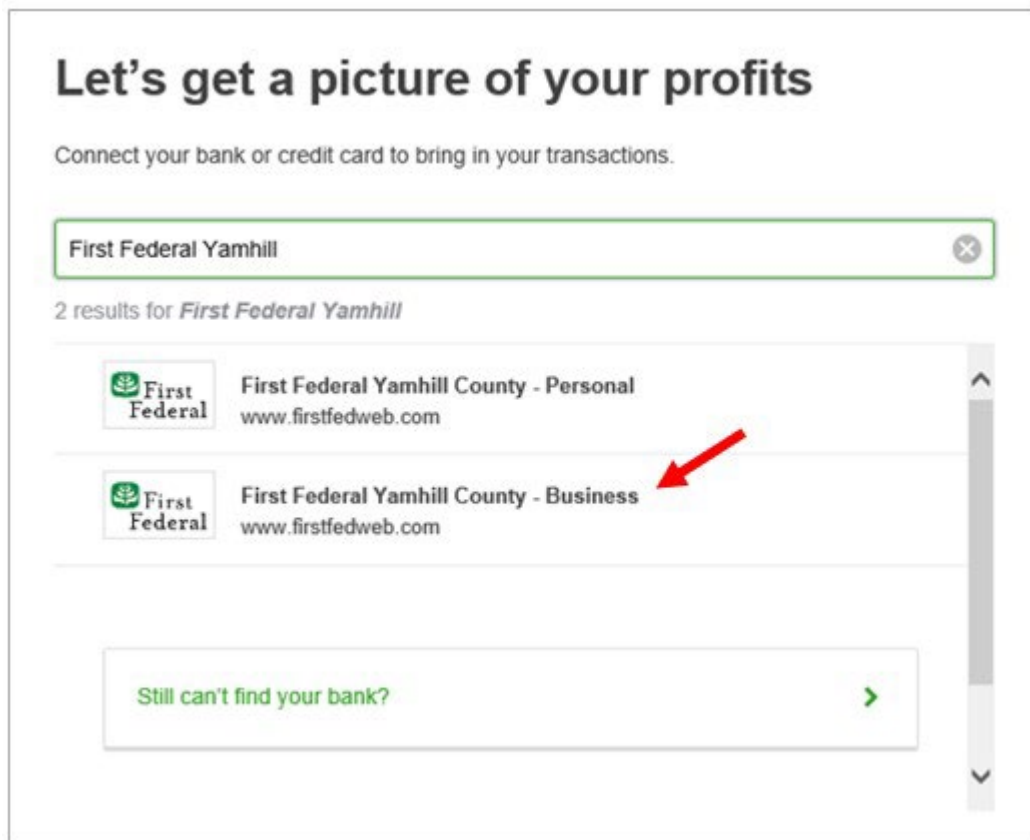 Let's get a picture of your profits
Connect your bank or credit card to bring in your transactions.
First Federal Yamhill
2 results for First Federal Yamhill
First
Federal
First Federal Yamhill County - Personal
www.firstfedweb.com
First
Federal
First Federal Yamhill County - Business
www.firstfedweb.com
Still can't find your bank?